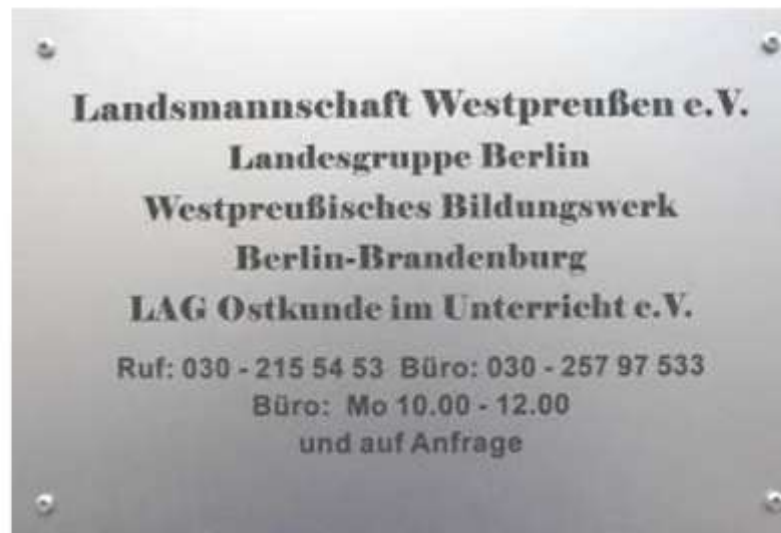 Landsmannschaft Westpreußen e.V.
Landesgruppe Berlin
Westpreußisches Bildungswerk
Berlin-Brandenburg
LAG Ostkunde im Unterricht e.V.
Ruf: 030 - 215 54 53 Büro: 030 - 257 97 533
Büro: Mo 10.00 - 12.00
und auf Anfrage